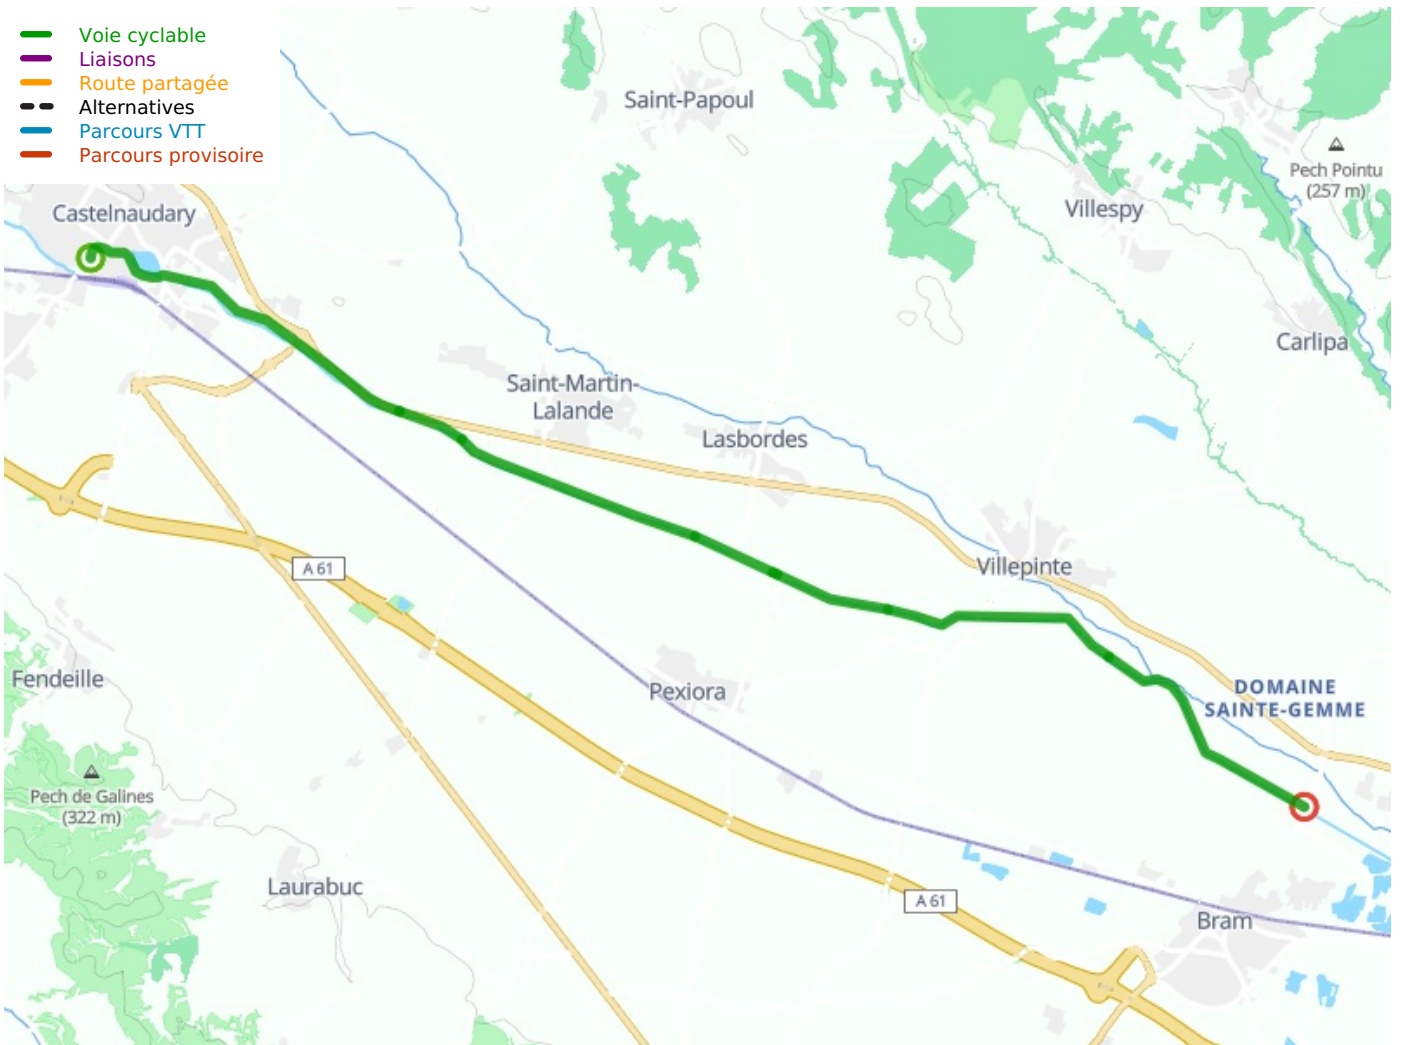 Voie cyclable
Liaisons
Route partagée
Alternatives
Parcours VTT
Parcours provisoire
Saint-Papoul
Pech Pointu
(257 m)
Villespy
Castelnaudary
Carlipa
Saint-Martin-
Lalande
Lasbordes
Villepinte
A 61
Fendeille
Pexiora
DOMAINE
SAINTE-GEMME
Pech de Galines
(322 m)
Laurabuc
A 61
Bram